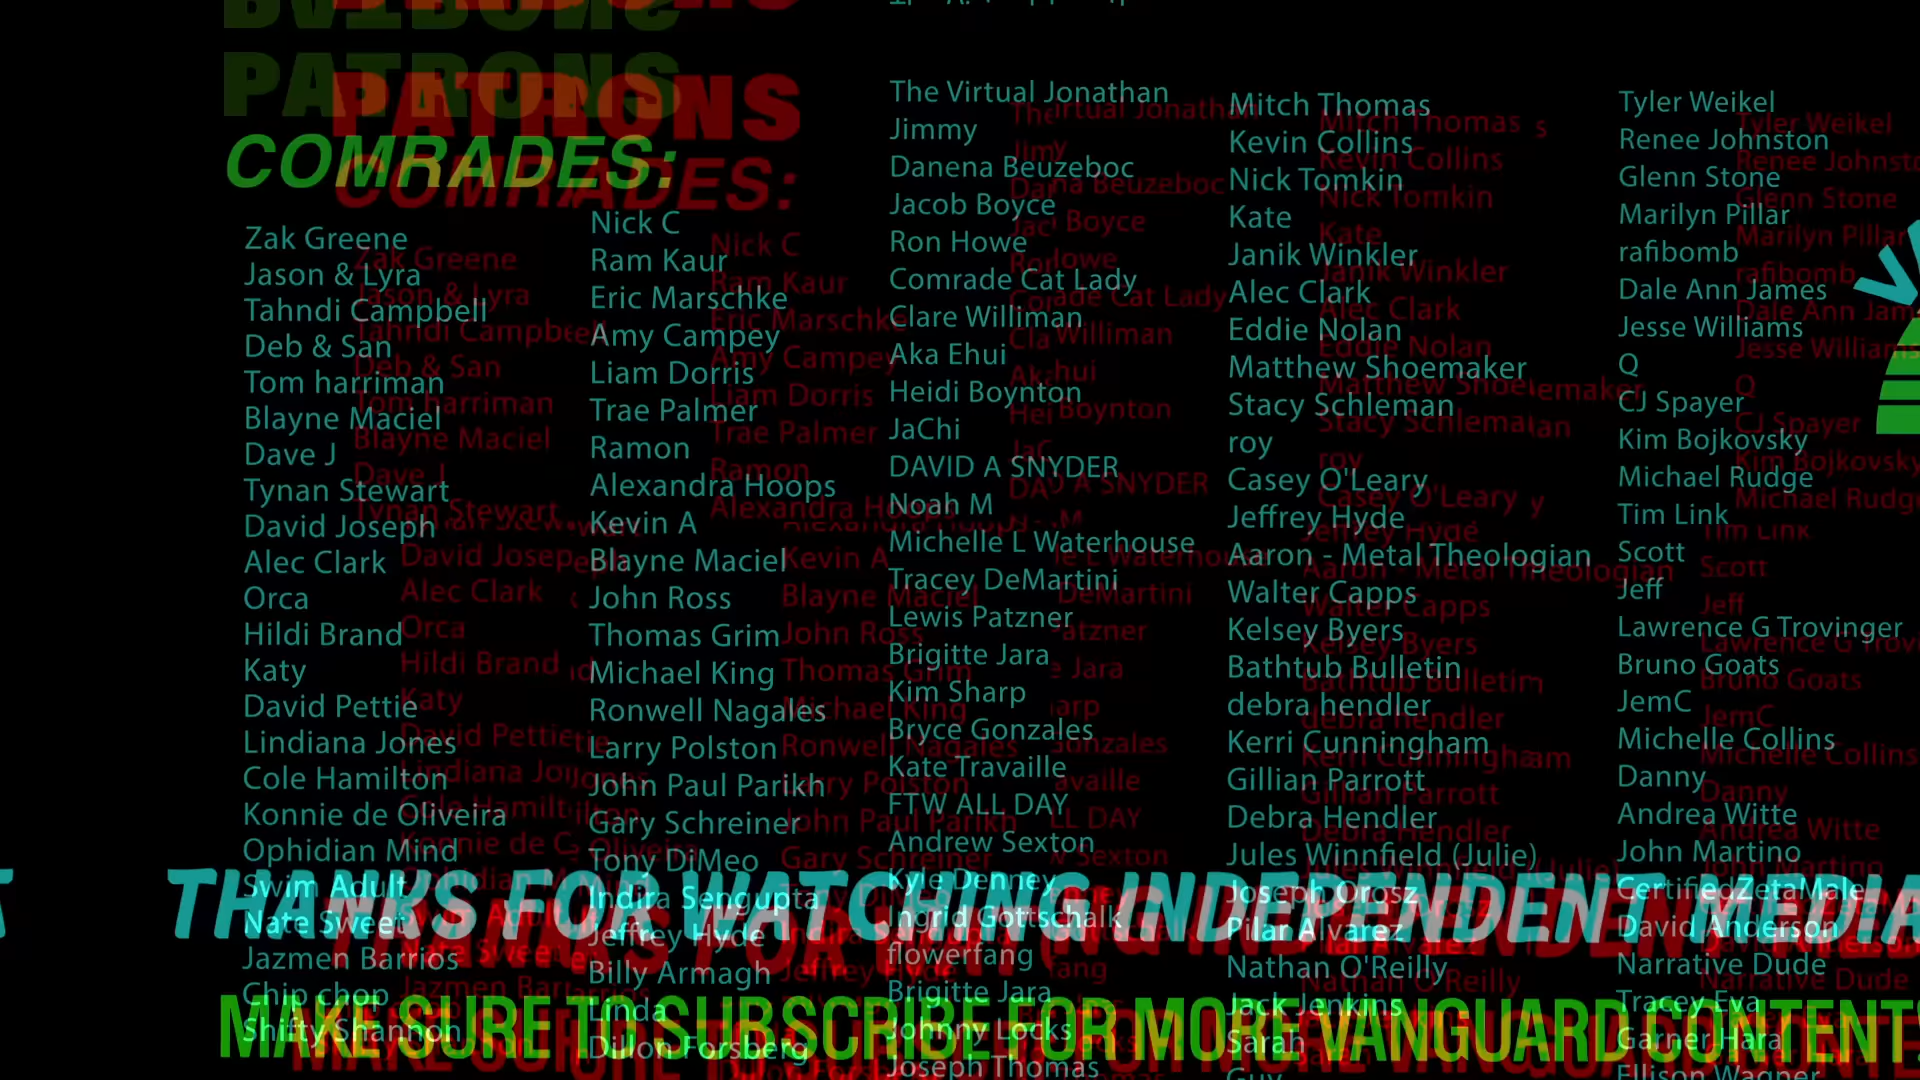 PATRONS
PATRONS
COMRADES:
Zak Greene
Jason & Lyra
Tahndi Campbell
Deb & San
Tom harriman
Blayne Maciel
Dave J
Tynan Stewart
David Joseph
Alec Clark
Orca
Hildi Brand
Katy
David Pettie
Lindiana Jones
Cole Hamilton
Konnie de Oliveira
Ophidian Mind
Swim Adult
Nate Sweet
Jazmen Barrios
Chip chop
Shifty Shannon
Nick C
Ram Kaur
Eric Marschke
Amy Campey
Liam Dorris
Trae Palmer
Ramon
Alexandra Hoops
Kevin A
Blayne Maciel
John Ross
Thomas Grim
Michael King
Ronwell Nagales
Larry Polston
John Paul Parikh
Gary Schreiner
Tony DiMeo
Indira Sengupta
Jeffrey Hyde
Billy Armagh
Linda
Dillon Forsberg
The Virtual Jonathan
Jimmy
Danena Beuzeboc
Jacob Boyce
Ron Howe
Comrade Cat Lady
Clare Williman
Aka Ehui
Heidi Boynton
JaChi
DAVID A SNYDER
Noah M
Michelle L Waterhouse
Tracey DeMartini
Lewis Patzner
Brigitte Jara
Kim Sharp
Bryce Gonzales
Kate Travaille
FTW ALL DAY
Andrew Sexton
Kyle Denney
Ingrid Gottschalk
flowerfang
Brigitte Jara
Johnny Locks
Joseph Thomas
Mitch Thomas
Kevin Collins
Nick Tomkin
Kate
Janik Winkler
Alec Clark
Eddie Nolan
Matthew Shoemaker
Stacy Schleman
roy
Casey O'Leary
Jeffrey Hyde
Aaron - Metal Theologian
Walter Capps
Kelsey Byers
Bathtub Bulletin
debra hendler
Kerri Cunningham
Gillian Parrott
Debra Hendler
Jules Winnfield (Julie)
Joseph Orosz
Pilar Alvarez
Nathan O'Reilly
Jack Jenkins
Sarah
Guy
Tyler Weikel
Renee Johnston
Glenn Stone
Marilyn Pillar
rafibomb
Dale Ann James
Jesse Williams
Q
CJ Spayer
Kim Bojkovsky
Michael Rudge
Tim Link
Scott
Jeff
Lawrence G Trovinger
Bruno Goats
JemC
Michelle Collins
Danny
Andrea Witte
John Martino
CertifiedZetaMale
David Anderson
Narrative Dude
Tracey Eva
Garner-Hara
Ellison Wagner
THANKS FOR WATCHING INDEPENDENT MEDIA
MAKE SURE TO SUBSCRIBE FOR MORE VANGUARD CONTENT